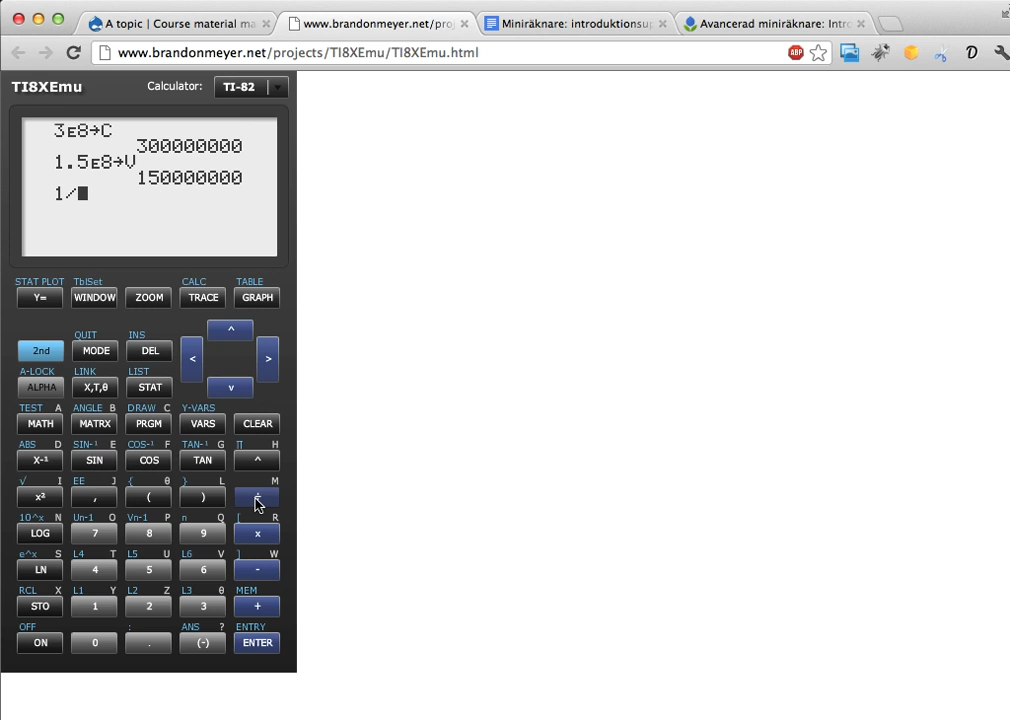 A topic | Course material ma
www.brandonmeyer.net/proj
Miniräknare: introduktionsup
Avancerad miniräknare: Intro
www.brandonmeyer.net/projects/TI8XEmu/TI8XEmu.html
ABP
D
TI8XEmu Calculator: TI-82
3E8→C
300000000
1.5E8→V
150000000
1/
STAT PLOT TblSet CALC TABLE
Y= WINDOW ZOOM TRACE GRAPH
^
QUIT INS
2nd MODE DEL < >
A-LOCK LINK LIST
ALPHA X,T,θ STAT v
TEST A ANGLE B DRAW C Y-VARS
MATH MATRX PRGM VARS CLEAR
ABS D SIN-¹ E COS-¹ F TAN-¹ G Π H
X-¹ SIN COS TAN ^
√ I EE J { θ } L M
x² , ( ) ÷
10^x N Un-1 O Vn-1 P n Q [ R
LOG 7 8 9 x
e^x S L4 T L5 U L6 V ] W
LN 4 5 6 -
RCL X L1 Y L2 Z L3 θ MEM
STO 1 2 3 +
OFF : ANS ? ENTRY
ON 0 . (-) ENTER